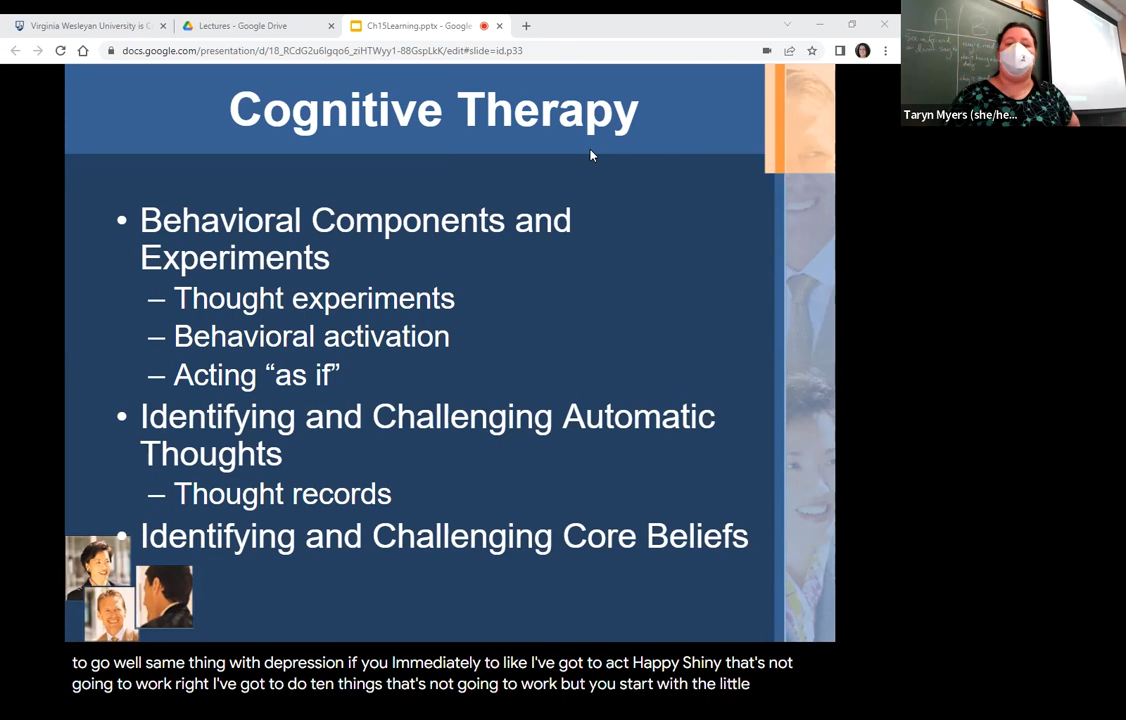 Virginia Wesleyan University is C
Lectures - Google Drive
Ch15Learning.pptx - Google
docs.google.com/presentation/d/18_RCdG2u6Igqo6_ziHTWyy1-88GspLkK/edit#slide=id.p33
A
B
Taryn Myers (she/he...
Cognitive Therapy
• Behavioral Components and
Experiments
– Thought experiments
– Behavioral activation
– Acting “as if”
• Identifying and Challenging Automatic
Thoughts
– Thought records
• Identifying and Challenging Core Beliefs
to go well same thing with depression if you Immediately to like I've got to act Happy Shiny that's not
going to work right I've got to do ten things that's not going to work but you start with the little